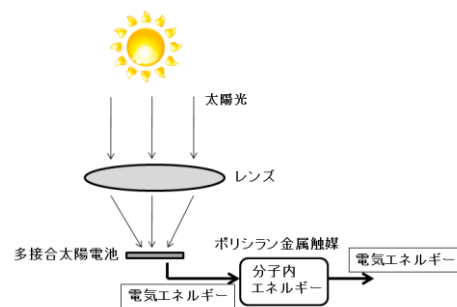 太陽光
レンズ
多接合太陽電池
電気エネルギー
ポリシラン金属触媒
分子内
エネルギー
電気エネルギー